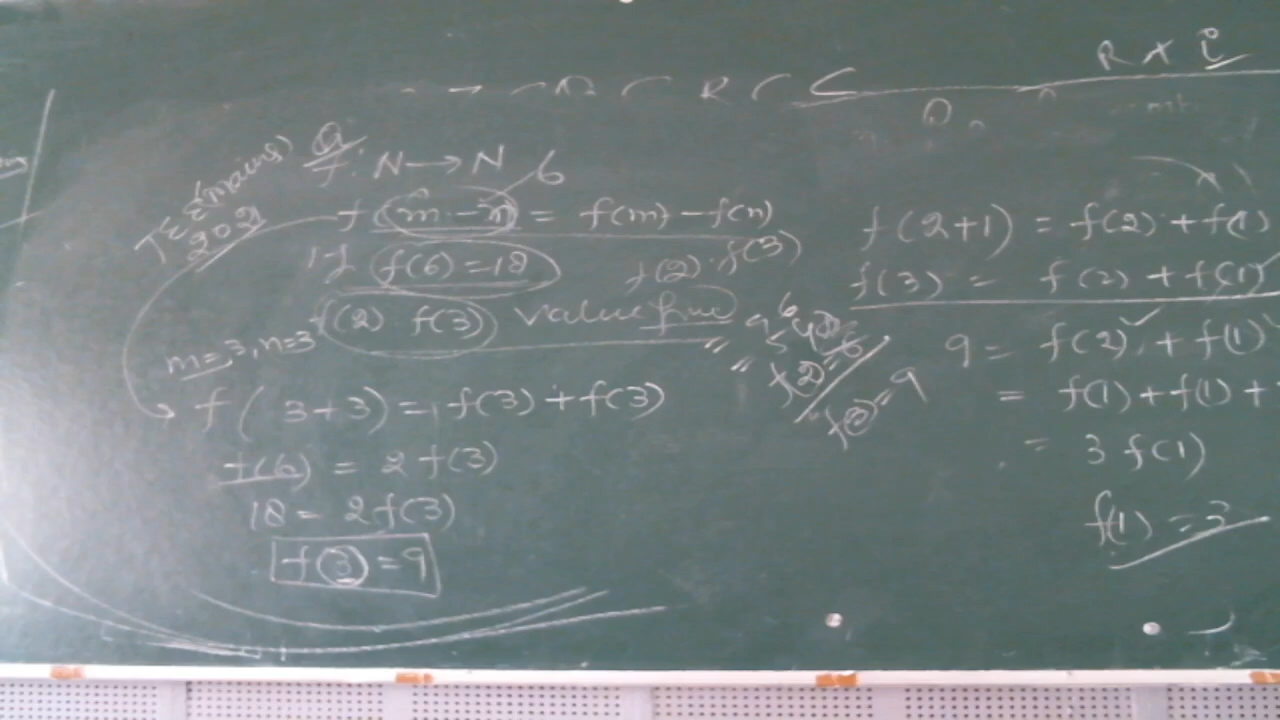 R x i
Q
JEE (mains)
202
f: N → N
6
f(m - n) = f(m) - f(n)
If f(6) = 18
f(2) · f(3)
f(2) f(3) value find
m = 3, n = 3
f(3+3) = f(3) + f(3)
f(6) = 2 f(3)
18 = 2 f(3)
f(3) = 9
f(2) =
f(3) = 9
f(2+1) = f(2) + f(1)
f(3) = f(2) + f(1)
9 = f(2) + f(1)
= f(1) + f(1) +
= 3 f(1)
f(1) = 3